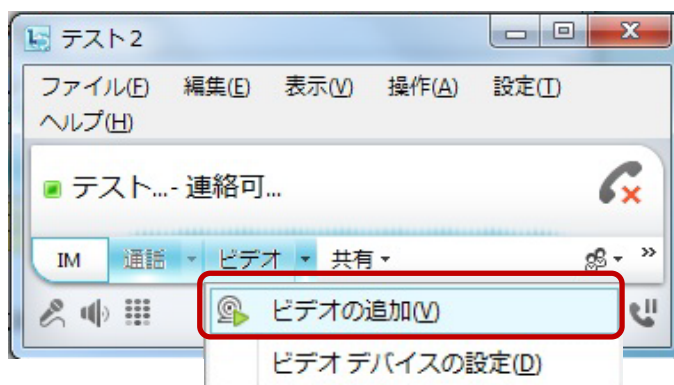 テスト2
ファイル(F) 編集(E) 表示(V) 操作(A) 設定(T)
ヘルプ(H)
テスト...- 連絡可...
IM 通話 ビデオ 共有
ビデオの追加(V)
ビデオ デバイスの設定(D)